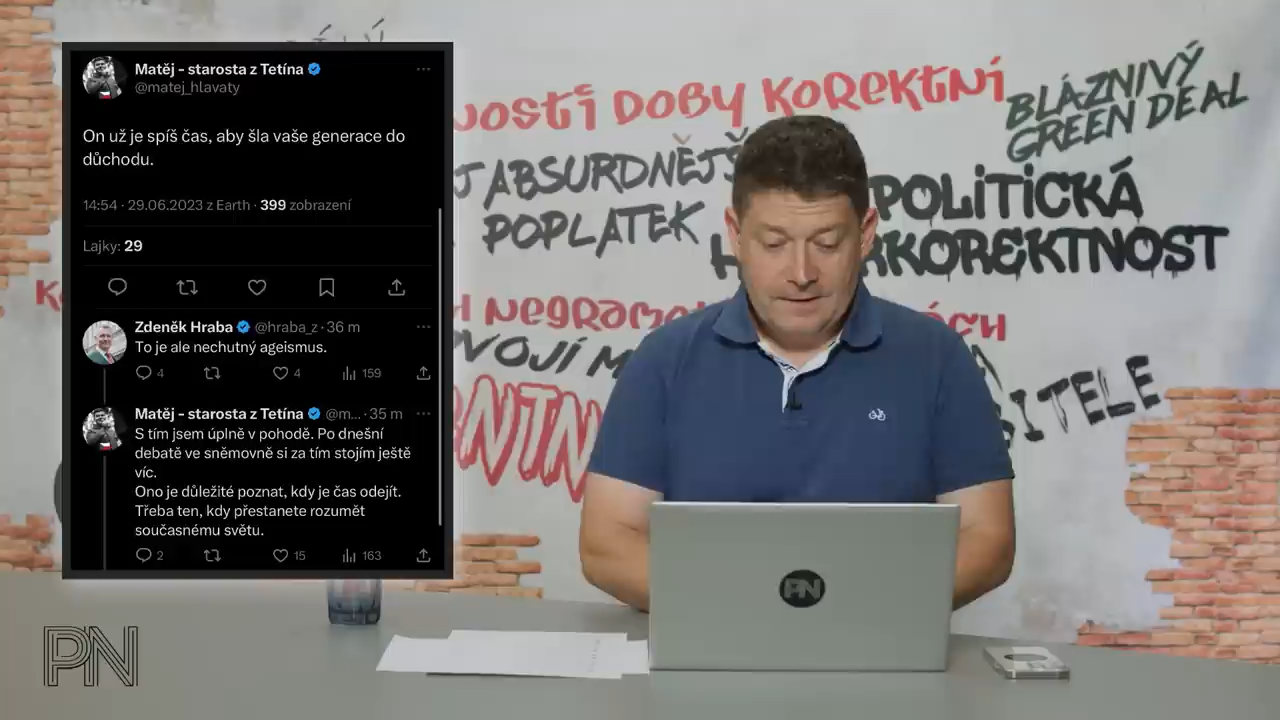 Matěj - starosta z Tetína
@matej_hlavaty
On už je spíš čas, aby šla vaše generace do
důchodu.
14:54 · 29.06.2023 z Earth · 399 zobrazení
Lajky: 29
Zdeněk Hraba @hraba_z · 36 m
To je ale nechutný ageismus.
4 4 159
Matěj - starosta z Tetína @m... · 35 m
S tím jsem úplně v pohodě. Po dnešní
debatě ve sněmovně si za tím stojím ještě
víc.
Ono je důležité poznat, kdy je čas odejít.
Třeba ten, kdy přestanete rozumět
současnému světu.
2 15 163
DOBY KOREKTNÍ
BLÁZNIVÝ
GREEN DEAL
POPLATEK
POLITICKÁ
PN
PN